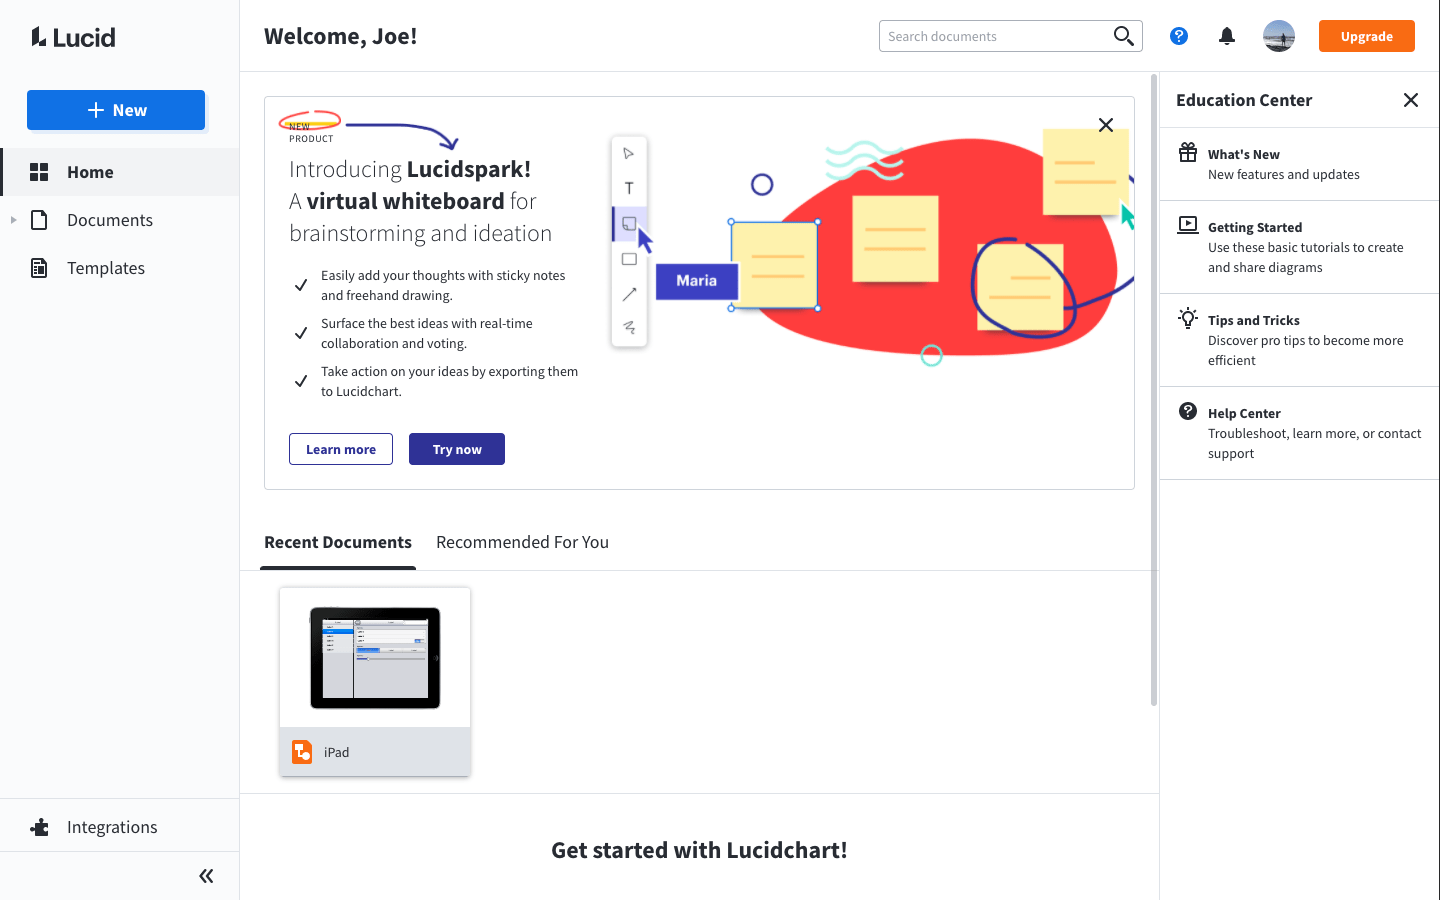 Lucid
Welcome, Joe!
Search documents
Upgrade
New
Home
Documents
Templates
Integrations
NEW
PRODUCT
Introducing Lucidspark!
A virtual whiteboard for
brainstorming and ideation
Easily add your thoughts with sticky notes
and freehand drawing.
Surface the best ideas with real-time
collaboration and voting.
Take action on your ideas by exporting them
to Lucidchart.
Learn more
Try now
T
Maria
Recent Documents
Recommended For You
iPad
Get started with Lucidchart!
Education Center
What's New
New features and updates
Getting Started
Use these basic tutorials to create
and share diagrams
Tips and Tricks
Discover pro tips to become more
efficient
Help Center
Troubleshoot, learn more, or contact
support